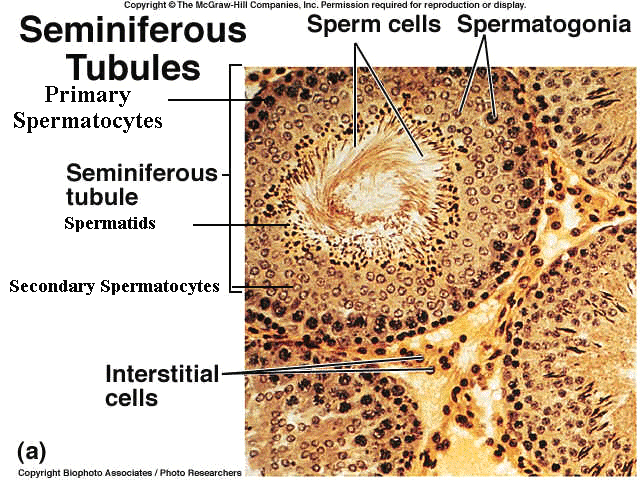 Copyright © The McGraw-Hill Companies, Inc. Permission required for reproduction or display.
Seminiferous
Tubules
Sperm cells
Spermatogonia
Primary
Spermatocytes
Seminiferous
tubule
Spermatids
Secondary Spermatocytes
Interstitial
cells
(a)
Copyright Biophoto Associates / Photo Researchers